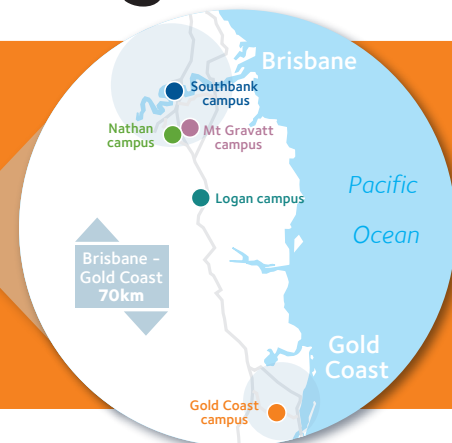 Brisbane
Southbank
campus
Nathan
campus
Mt Gravatt
campus
Logan campus
Pacific
Ocean
Brisbane –
Gold Coast
70km
Gold
Coast
Gold Coast
campus